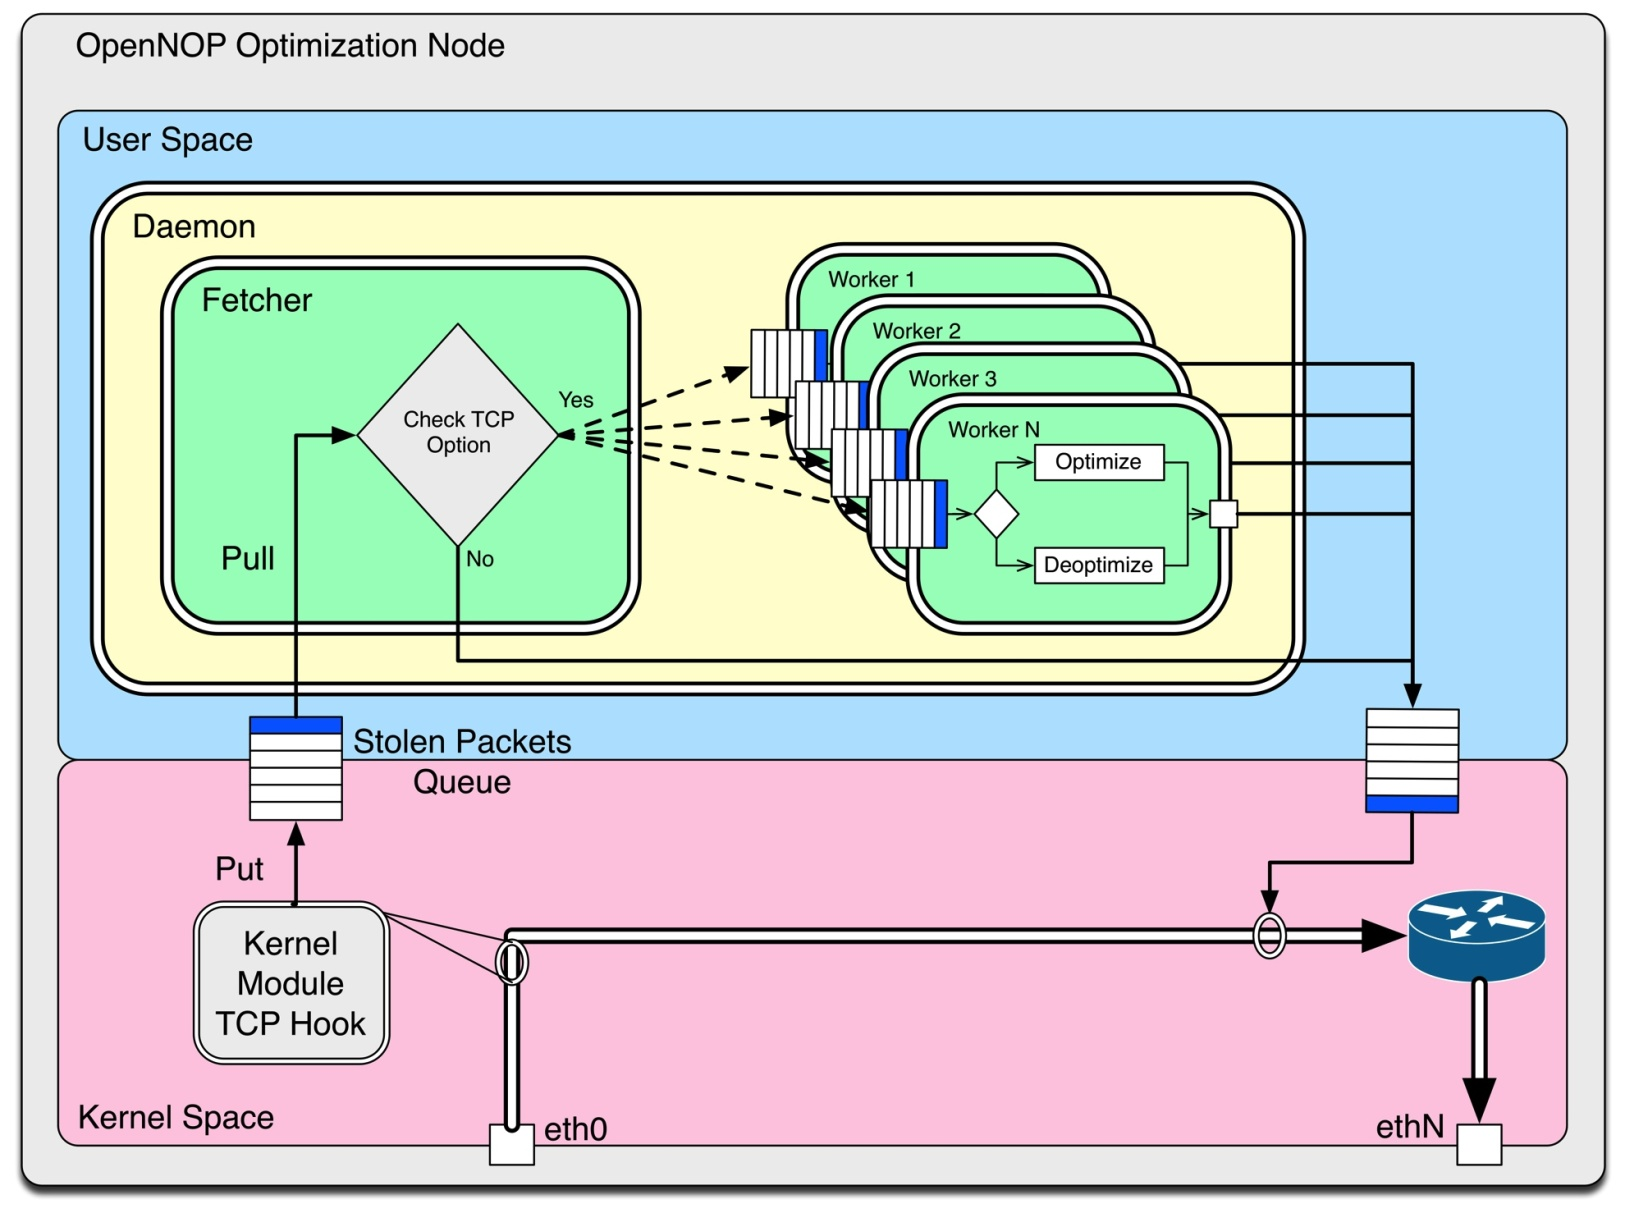 OpenNOP Optimization Node
User Space
Daemon
Fetcher
Check TCP
Option
Yes
No
Pull
Worker 1
Worker 2
Worker 3
Worker N
Optimize
Deoptimize
Stolen Packets
Queue
Put
Kernel
Module
TCP Hook
Kernel Space
eth0
ethN